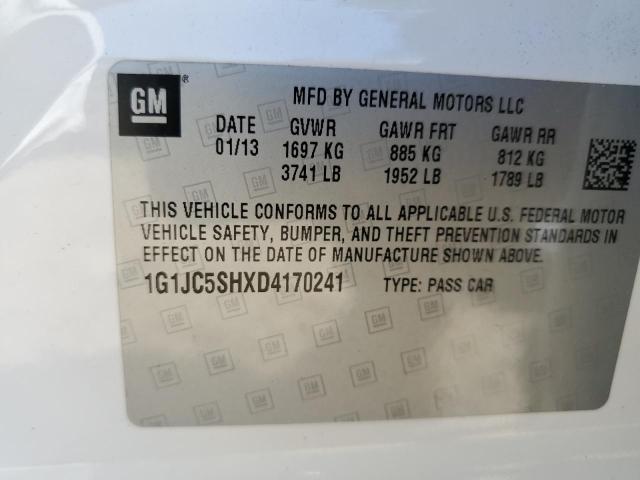 GM®
MFD BY GENERAL MOTORS LLC
DATE GVWR GAWR FRT GAWR RR
01/13 1697 KG 885 KG 812 KG
3741 LB 1952 LB 1789 LB
THIS VEHICLE CONFORMS TO ALL APPLICABLE U.S. FEDERAL MOTOR
VEHICLE SAFETY, BUMPER, AND THEFT PREVENTION STANDARDS IN
EFFECT ON THE DATE OF MANUFACTURE SHOWN ABOVE.
1G1JC5SHXD4170241 TYPE: PASS CAR